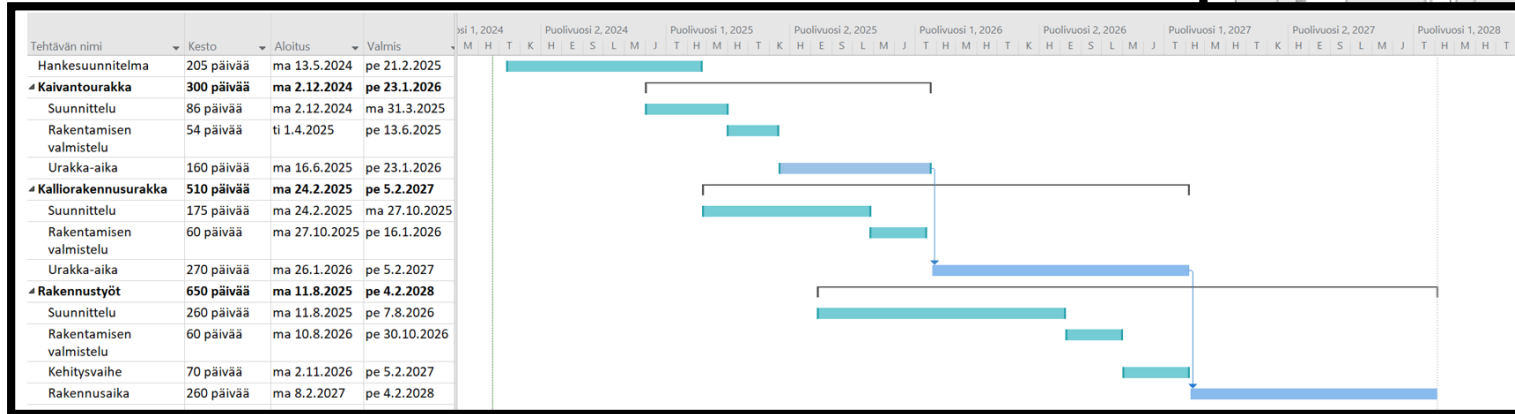 osi 1, 2024 Puolivuosi 2, 2024 Puolivuosi 1, 2025 Puolivuosi 2, 2025 Puolivuosi 1, 2026 Puolivuosi 2, 2026 Puolivuosi 1, 2027 Puolivuosi 2, 2027 Puolivuosi 1, 2028
Tehtävän nimi Kesto Aloitus Valmis M H T K H E S L M J T H M H T K H E S L M J T H M H T K H E S L M J T H M H T K H E S L M J T H M H T
Hankesuunnitelma 205 päivää ma 13.5.2024 pe 21.2.2025
Kaivantourakka 300 päivää ma 2.12.2024 pe 23.1.2026
Suunnittelu 86 päivää ma 2.12.2024 ma 31.3.2025
Rakentamisen 54 päivää ti 1.4.2025 pe 13.6.2025
valmistelu
Urakka-aika 160 päivää ma 16.6.2025 pe 23.1.2026
Kalliorakennusurakka 510 päivää ma 24.2.2025 pe 5.2.2027
Suunnittelu 175 päivää ma 24.2.2025 ma 27.10.2025
Rakentamisen 60 päivää ma 27.10.2025 pe 16.1.2026
valmistelu
Urakka-aika 270 päivää ma 26.1.2026 pe 5.2.2027
Rakennustyöt 650 päivää ma 11.8.2025 pe 4.2.2028
Suunnittelu 260 päivää ma 11.8.2025 pe 7.8.2026
Rakentamisen 60 päivää ma 10.8.2026 pe 30.10.2026
valmistelu
Kehitysvaihe 70 päivää ma 2.11.2026 pe 5.2.2027
Rakennusaika 260 päivää ma 8.2.2027 pe 4.2.2028